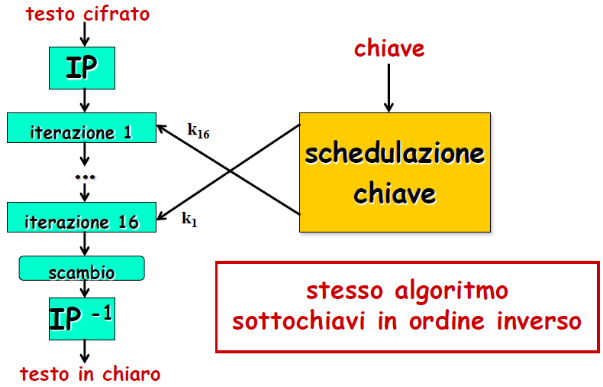 testo cifrato
IP
iterazione 1
...
iterazione 16
scambio
IP -1
testo in chiaro
k16
k1
chiave
schedulazione
chiave
stesso algoritmo
sottochiavi in ordine inverso